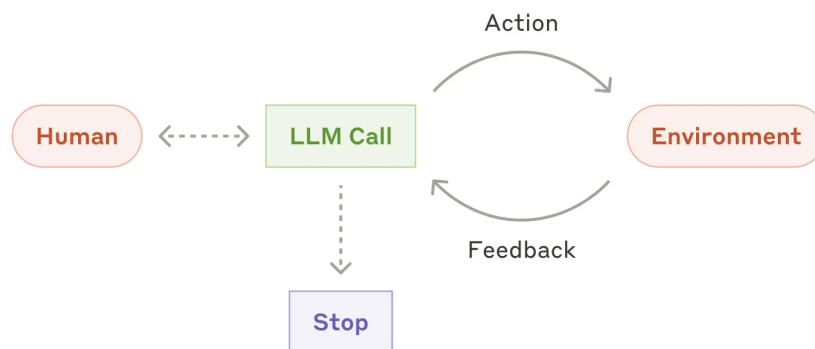 Action
Human
LLM Call
Environment
Feedback
Stop